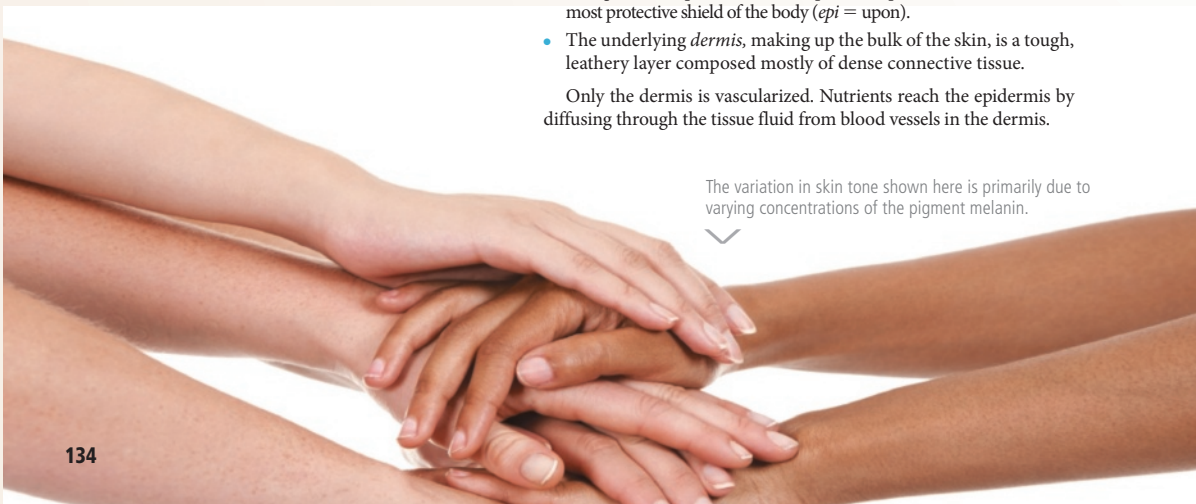 most protective shield of the body (epi = upon).
• The underlying dermis, making up the bulk of the skin, is a tough,
leathery layer composed mostly of dense connective tissue.
Only the dermis is vascularized. Nutrients reach the epidermis by
diffusing through the tissue fluid from blood vessels in the dermis.
The variation in skin tone shown here is primarily due to
varying concentrations of the pigment melanin.
134